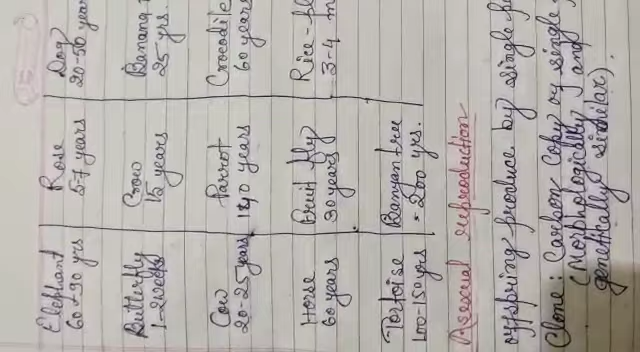 Elephant Rose Dog
60-90 yrs 5-7 years years
Butterfly Crow Banana
1-2 weeks 15 years 25 yrs.
Cow Parrot Crocodile
20-25 years years 60 years
Horse Fruit fly Rice
60 years 30 years 3-4
Tortoise Banyan tree
100-150 yrs = 200 yrs.
Asexual reproduction
offspring produce by single
Clone: Carbon copy of single
(Morphologically and
genetically similar).